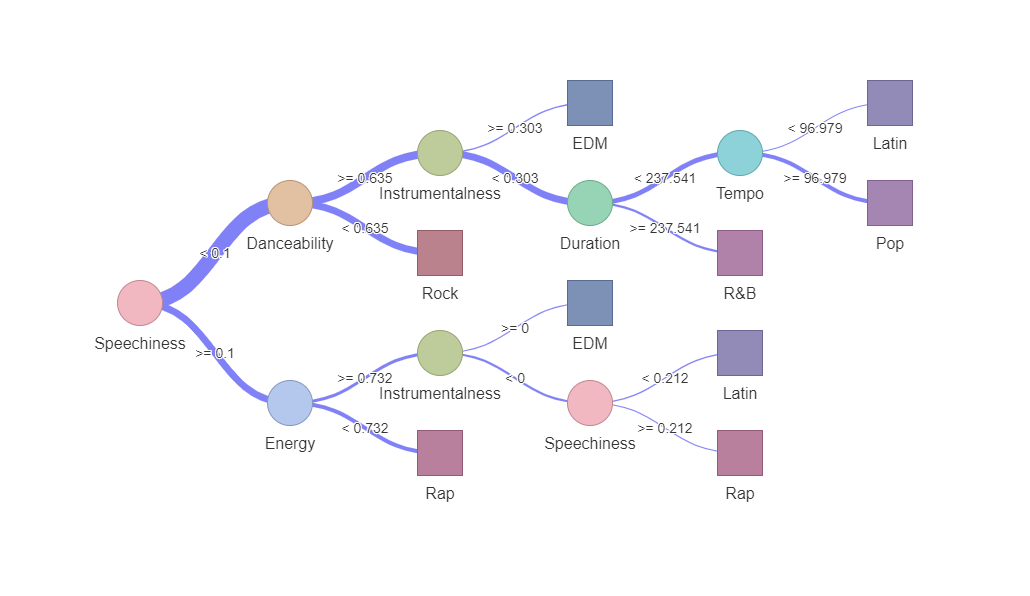 >= 0.303
EDM
< 96.979
Latin
>= 0.635
Instrumentalness
< 0.303
< 237.541
Tempo
>= 96.979
Pop
Danceability
< 0.635
Rock
Duration
>= 237.541
R&B
< 0.1
Speechiness
>= 0.1
>= 0
EDM
>= 0.732
Instrumentalness
< 0
< 0.212
Latin
Energy
< 0.732
Rap
Speechiness
>= 0.212
Rap